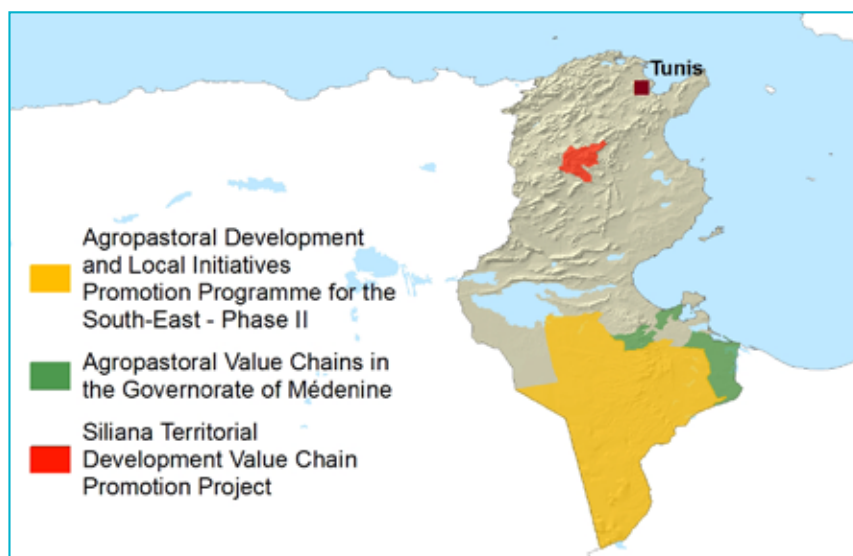 Tunis
Agropastoral Development
and Local Initiatives
Promotion Programme for the
South-East - Phase II
Agropastoral Value Chains in
the Governorate of Médenine
Siliana Territorial
Development Value Chain
Promotion Project